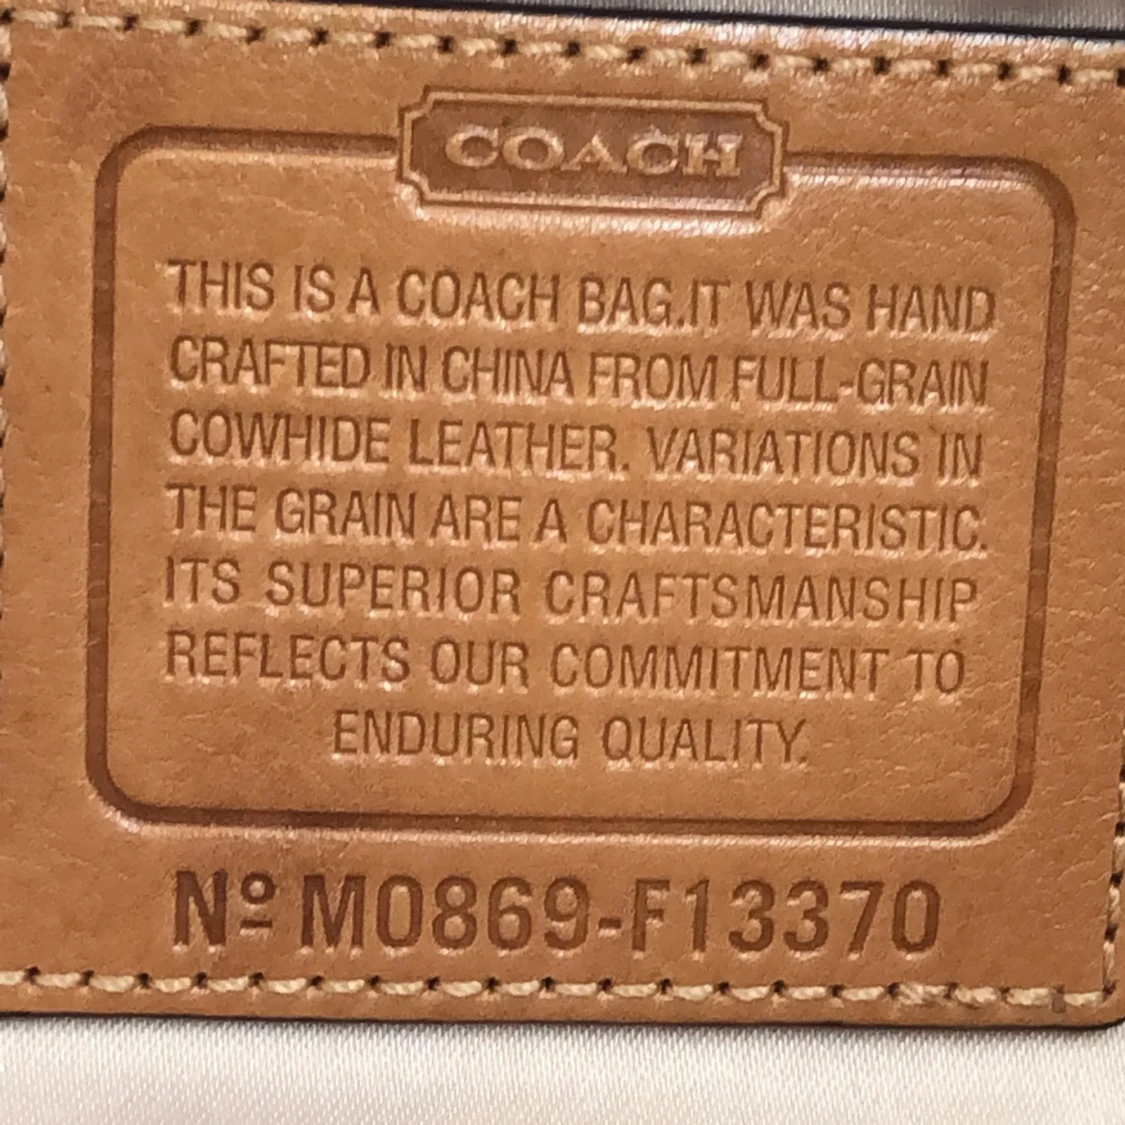 COACH
THIS IS A COACH BAG.IT WAS HAND
CRAFTED IN CHINA FROM FULL-GRAIN
COWHIDE LEATHER. VARIATIONS IN
THE GRAIN ARE A CHARACTERISTIC.
ITS SUPERIOR CRAFTSMANSHIP
REFLECTS OUR COMMITMENT TO
ENDURING QUALITY.
Nº M0869-F13370